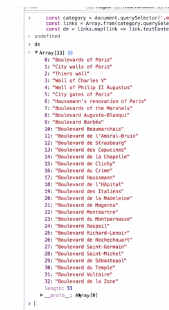 const category = document.querySelector('.m
const links = Array.from(category.querySele
const de = links.map(link => link.textConte
undefined
de
Array[33]
0: "Boulevards of Paris"
1: "City walls of Paris"
2: "Thiers wall"
3: "Wall of Charles V"
4: "Wall of Philip II Augustus"
5: "City gates of Paris"
6: "Haussmann's renovation of Paris"
7: "Boulevards of the Marshals"
8: "Boulevard Auguste-Blanqui"
9: "Boulevard Barbès"
10: "Boulevard Beaumarchais"
11: "Boulevard de l'Amiral-Bruix"
12: "Boulevard de Strasbourg"
13: "Boulevard des Capucines"
14: "Boulevard de la Chapelle"
15: "Boulevard de Clichy"
16: "Boulevard du Crime"
17: "Boulevard Haussmann"
18: "Boulevard de l'Hôpital"
19: "Boulevard des Italiens"
20: "Boulevard de la Madeleine"
21: "Boulevard de Magenta"
22: "Boulevard Montmartre"
23: "Boulevard du Montparnasse"
24: "Boulevard Raspail"
25: "Boulevard Richard-Lenoir"
26: "Boulevard de Rochechouart"
27: "Boulevard Saint-Germain"
28: "Boulevard Saint-Michel"
29: "Boulevard de Sébastopol"
30: "Boulevard du Temple"
31: "Boulevard Voltaire"
32: "Boulevard de la Zone"
length: 33
__proto__: Array[0]